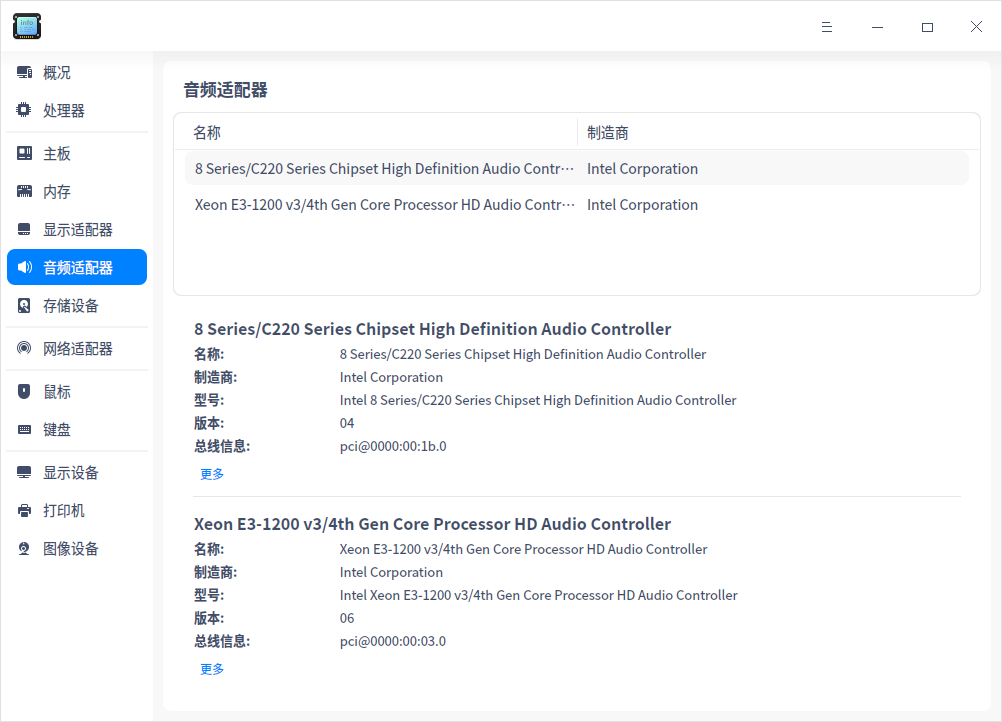 info
概况
处理器
主板
内存
显示适配器
音频适配器
存储设备
网络适配器
鼠标
键盘
显示设备
打印机
图像设备
音频适配器
名称 制造商
8 Series/C220 Series Chipset High Definition Audio Contr··· Intel Corporation
Xeon E3-1200 v3/4th Gen Core Processor HD Audio Contr··· Intel Corporation
8 Series/C220 Series Chipset High Definition Audio Controller
名称: 8 Series/C220 Series Chipset High Definition Audio Controller
制造商: Intel Corporation
型号: Intel 8 Series/C220 Series Chipset High Definition Audio Controller
版本: 04
总线信息: pci@0000:00:1b.0
更多
Xeon E3-1200 v3/4th Gen Core Processor HD Audio Controller
名称: Xeon E3-1200 v3/4th Gen Core Processor HD Audio Controller
制造商: Intel Corporation
型号: Intel Xeon E3-1200 v3/4th Gen Core Processor HD Audio Controller
版本: 06
总线信息: pci@0000:00:03.0
更多